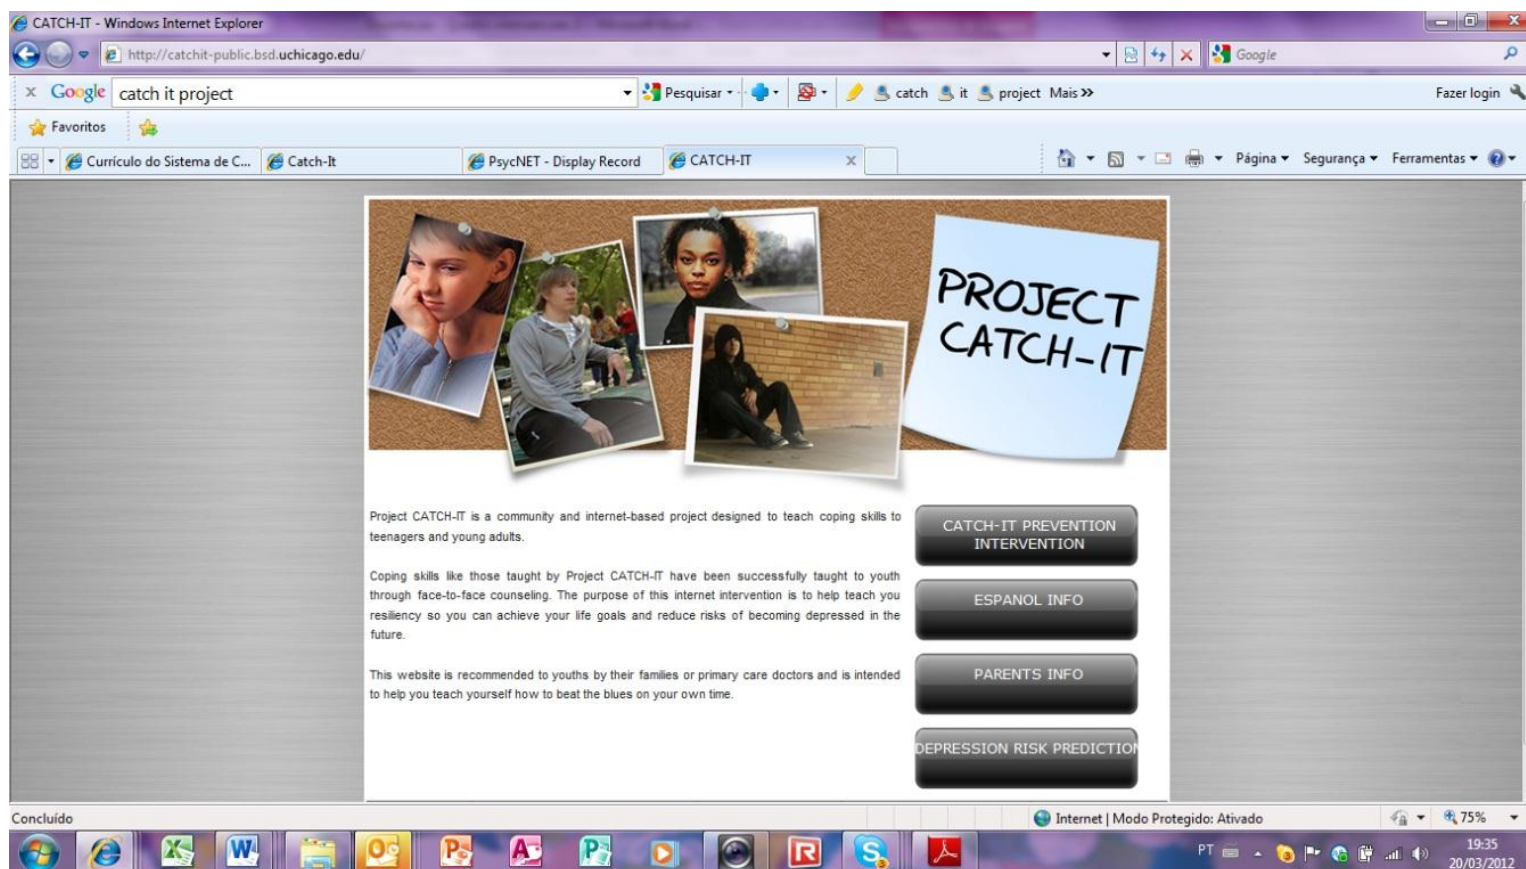 CATCH-IT - Windows Internet Explorer
http://catchit-public.bsd.uchicago.edu/
Google
x Google catch it project Pesquisar catch it project Mais >> Fazer login
Favoritos
Currículo do Sistema de C... Catch-It PsycNET - Display Record CATCH-IT x Página Segurança Ferramentas
PROJECT
CATCH-IT
Project CATCH-IT is a community and internet-based project designed to teach coping skills to
teenagers and young adults.
Coping skills like those taught by Project CATCH-IT have been successfully taught to youth
through face-to-face counseling. The purpose of this internet intervention is to help teach you
resiliency so you can achieve your life goals and reduce risks of becoming depressed in the
future.
This website is recommended to youths by their families or primary care doctors and is intended
to help you teach yourself how to beat the blues on your own time.
CATCH-IT PREVENTION
INTERVENTION
ESPANOL INFO
PARENTS INFO
DEPRESSION RISK PREDICTION
Concluído Internet | Modo Protegido: Ativado 75%
PT 19:35
20/03/2012